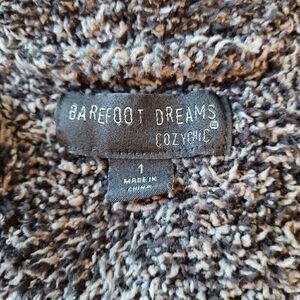 BAREFOOT DREAMS
COZYCHIC
1
MADE IN
CHINA